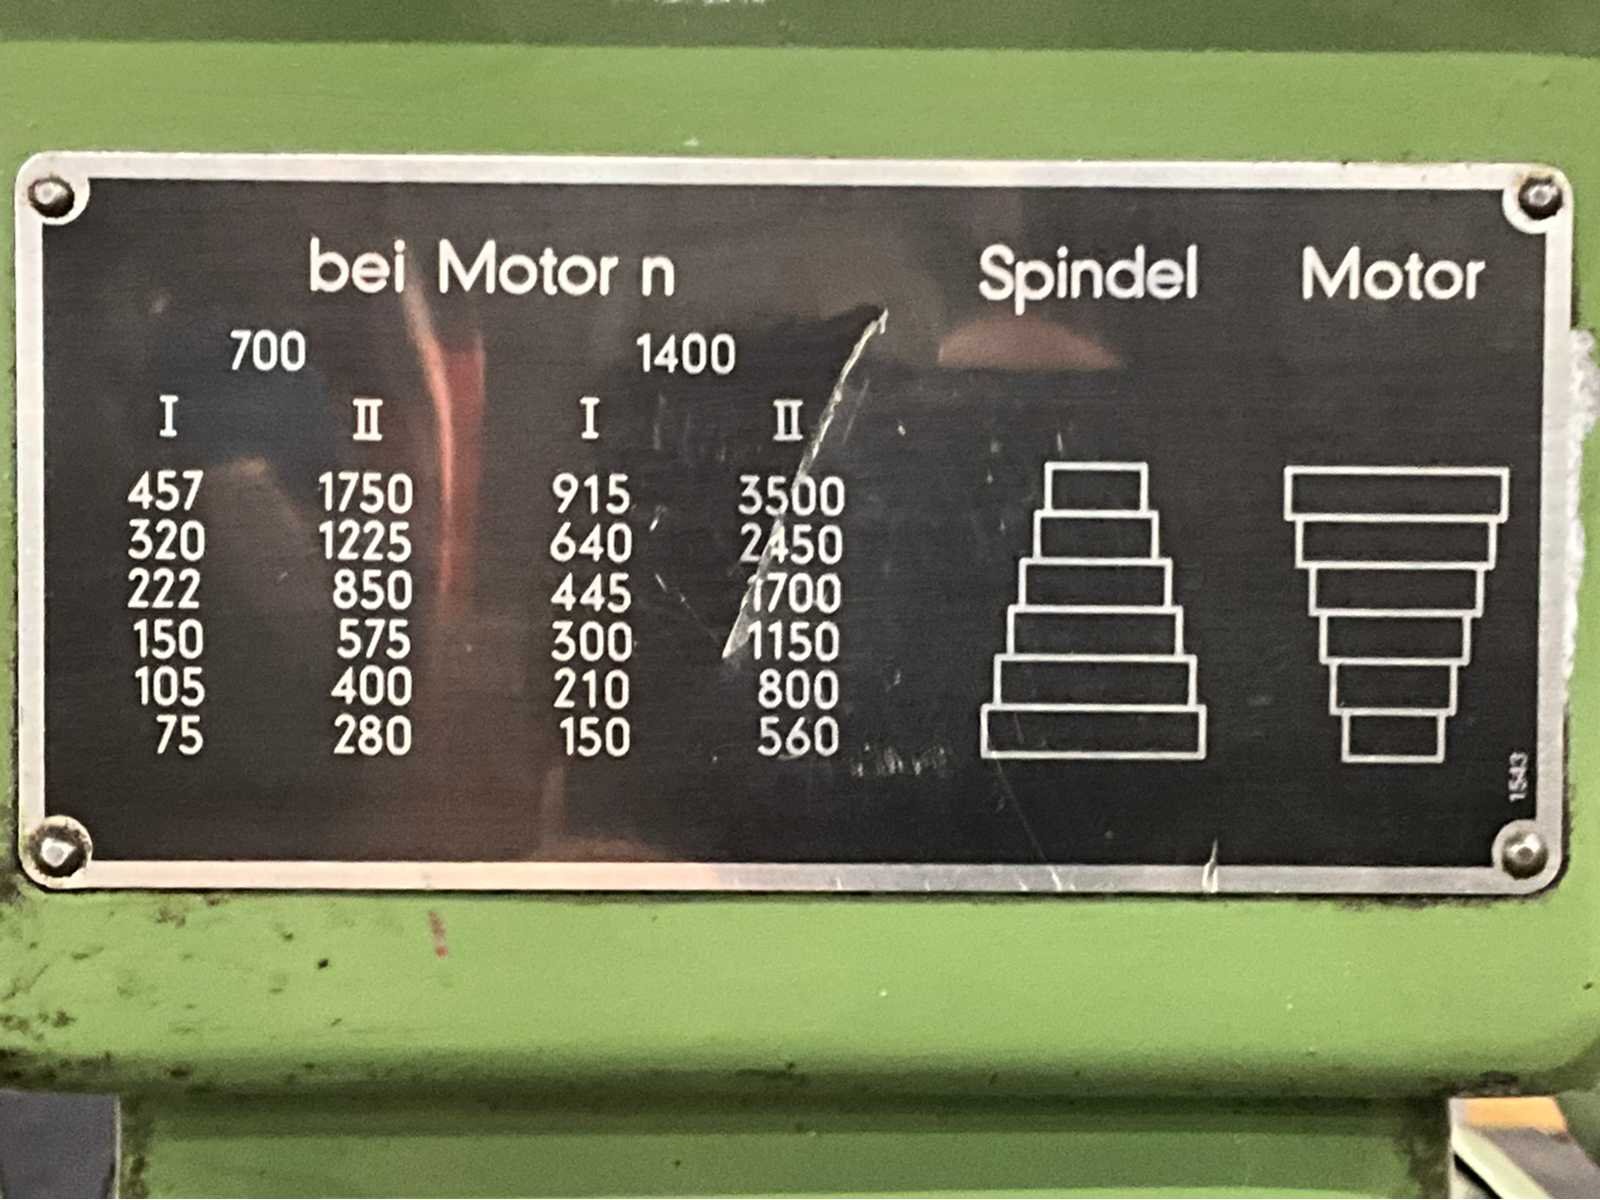 bei Motor n Spindel Motor
700 1400
I II I II
457 1750 915 3500
320 1225 640 2450
222 850 445 1700
150 575 300 1150
105 400 210 800
75 280 150 560
1543